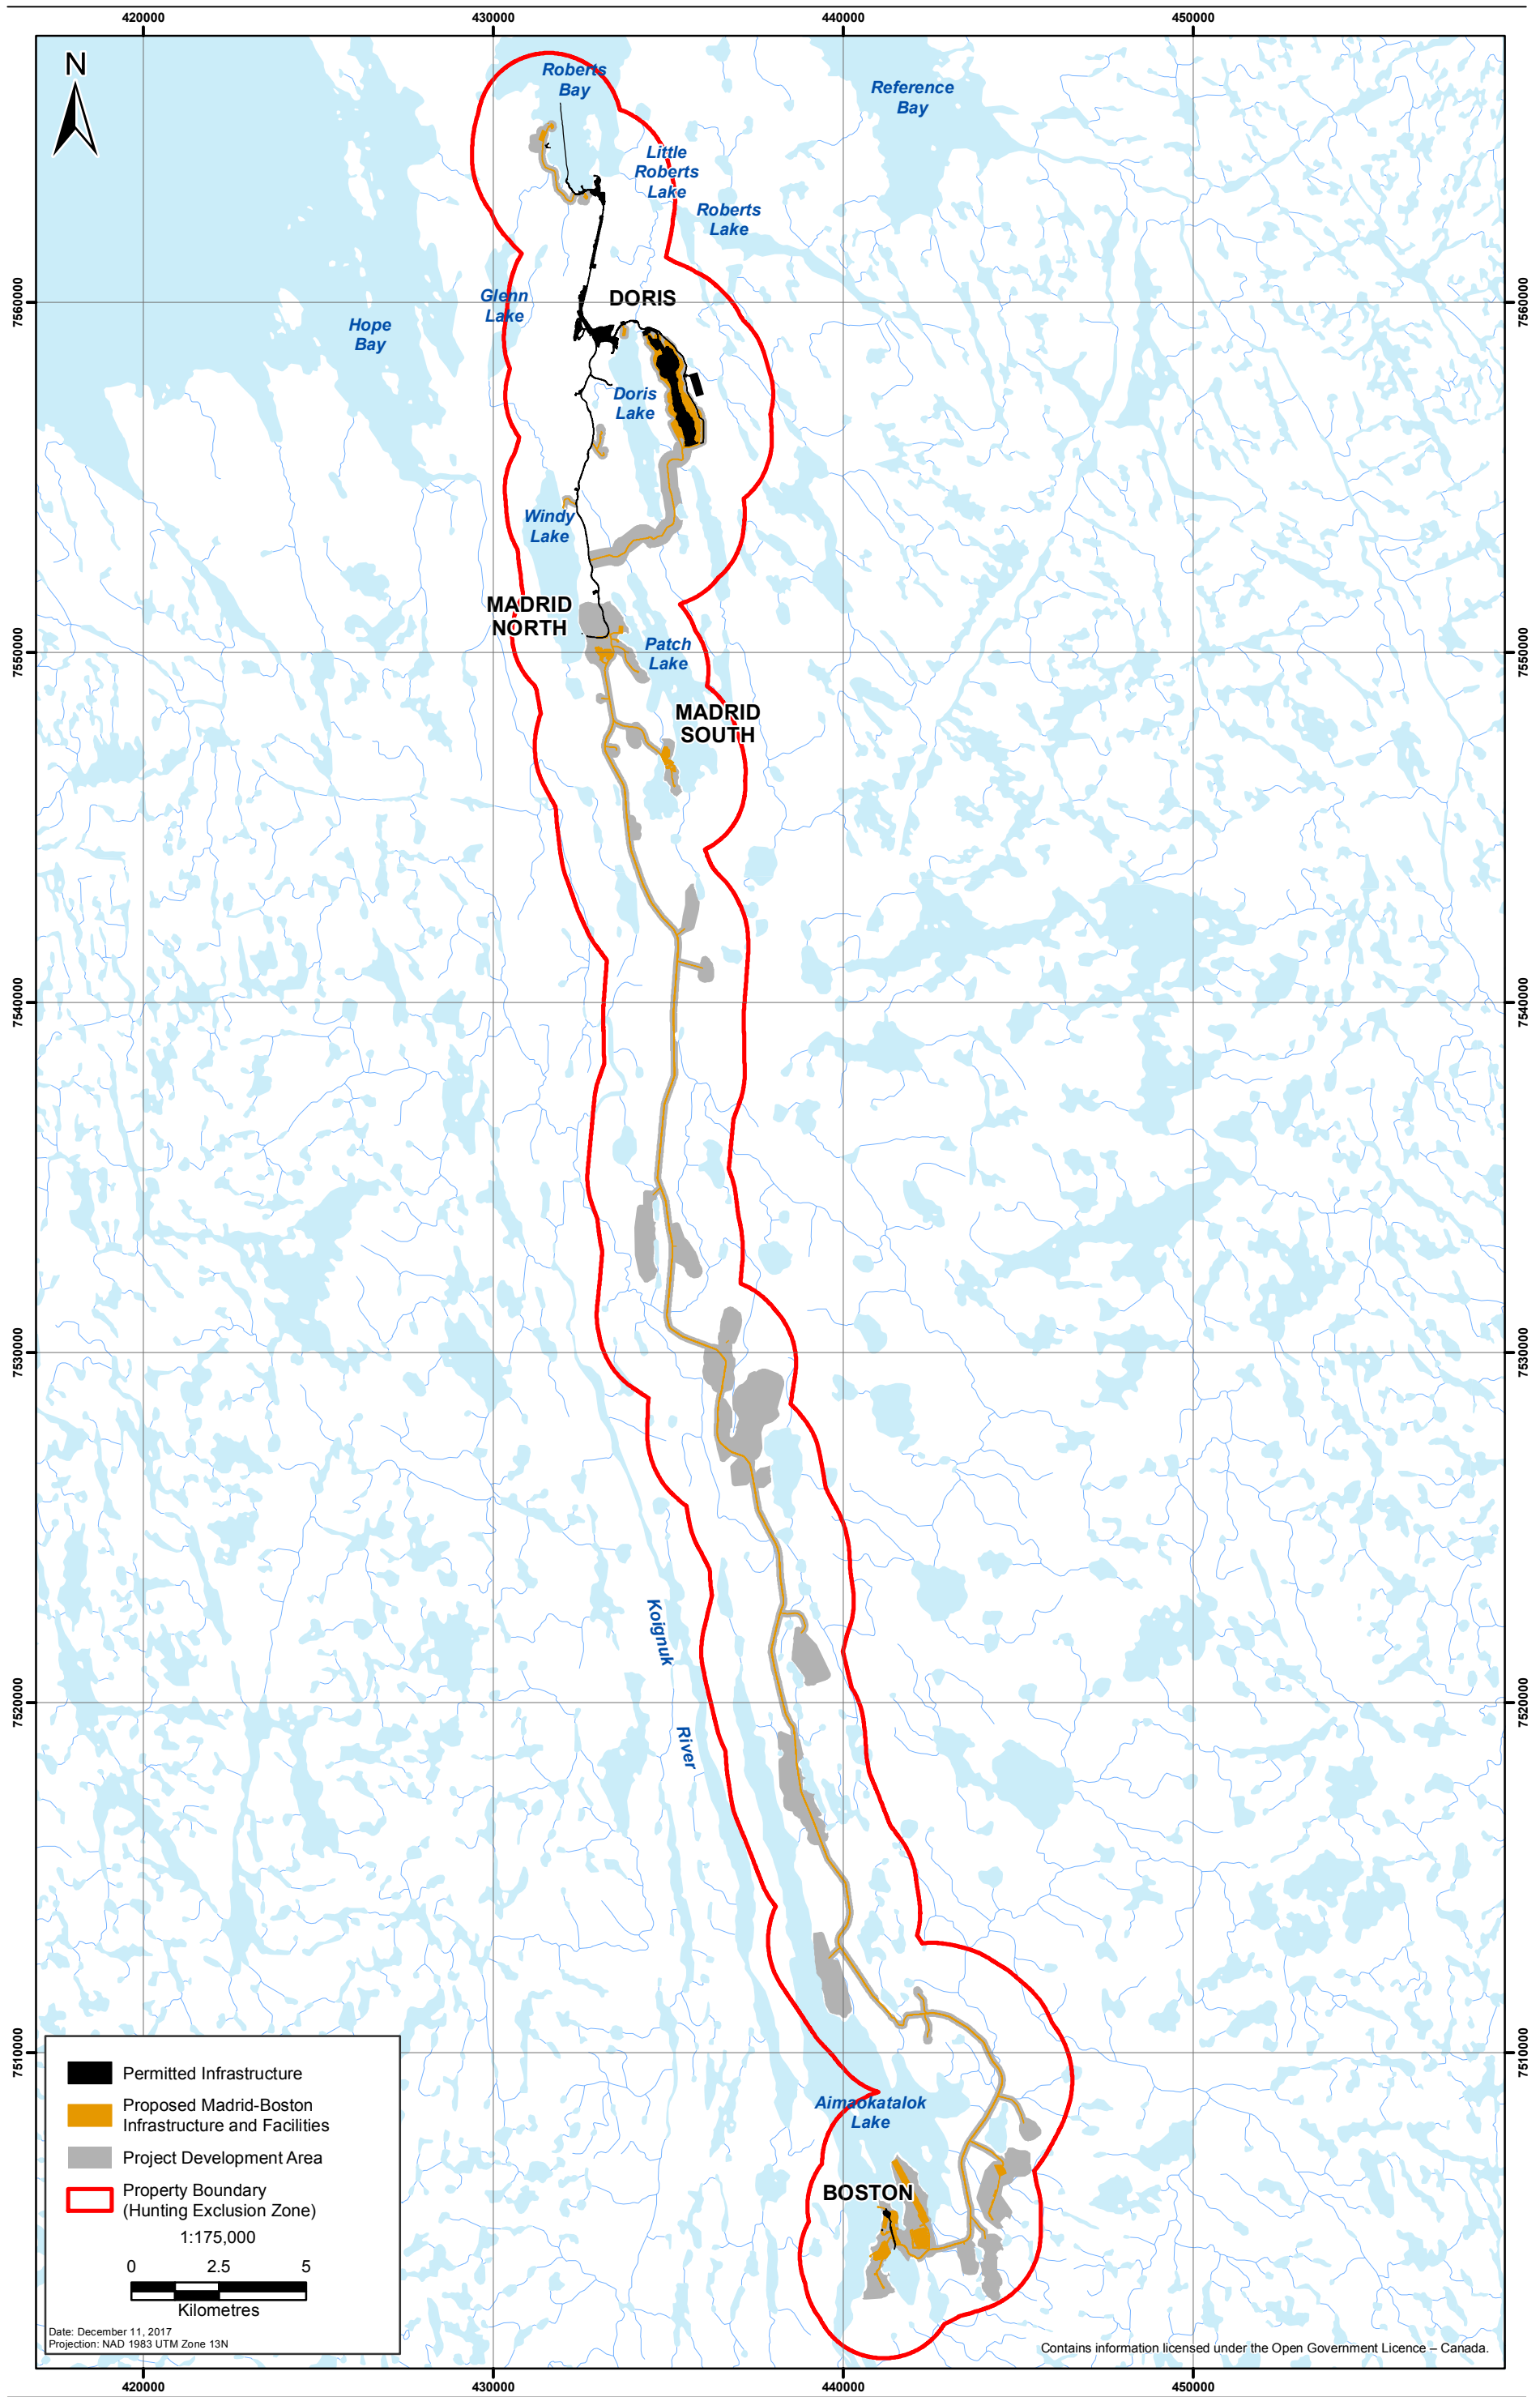 420000
430000
440000
450000
N
Roberts
Bay
Reference
Bay
Little
Roberts
Lake
Roberts
Lake
7560000
Glenn
Lake
DORIS
7560000
Hope
Bay
Doris
Lake
Windy
Lake
MADRID
NORTH
7550000
Patch
Lake
7550000
MADRID
SOUTH
7540000
7540000
7530000
7530000
Koignuk
River
7520000
7520000
7510000
7510000
Aimaokatalok
Lake
BOSTON
Permitted Infrastructure
Proposed Madrid-Boston
Infrastructure and Facilities
Project Development Area
Property Boundary
(Hunting Exclusion Zone)
1:175,000
0 2.5 5
Kilometres
Date: December 11, 2017
Projection: NAD 1983 UTM Zone 13N
Contains information licensed under the Open Government Licence – Canada.
420000
430000
440000
450000